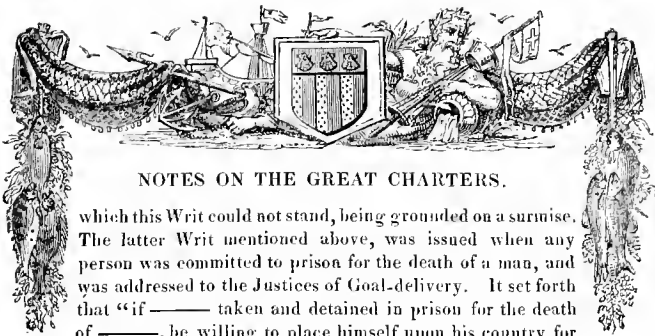 NOTES ON THE GREAT CHARTERS.
which this Writ could not stand, being grounded on a surmise.
The latter Writ mentioned above, was issued when any
person was committed to prison for the death of a man, and
was addressed to the Justices of Goal-delivery. It set forth
that “if ——— taken and detained in prison for the death
of ———, be willing to place himself upon his country for